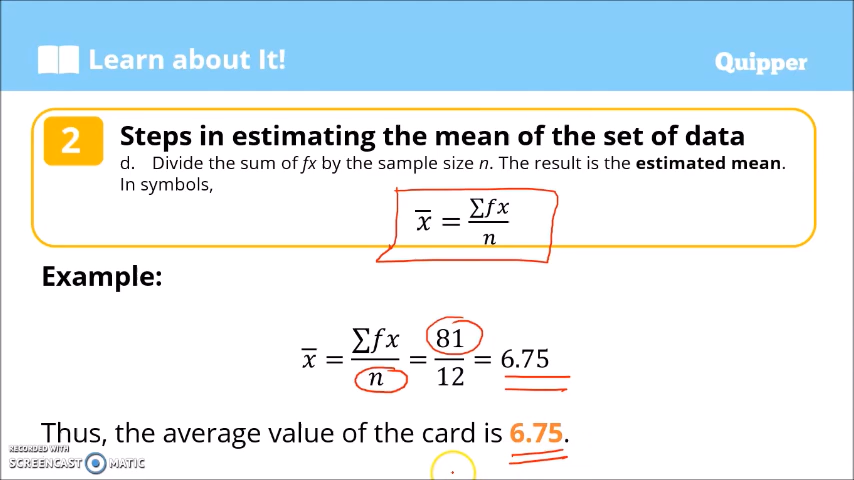 Learn about It!
Quipper
2
Steps in estimating the mean of the set of data
d. Divide the sum of fx by the sample size n. The result is the estimated mean.
In symbols,
x̅ = ∑fx / n
Example:
x̅ = ∑fx / n = 81 / 12 = 6.75
Thus, the average value of the card is 6.75.
RECORDED WITH
SCREENCAST MATIC